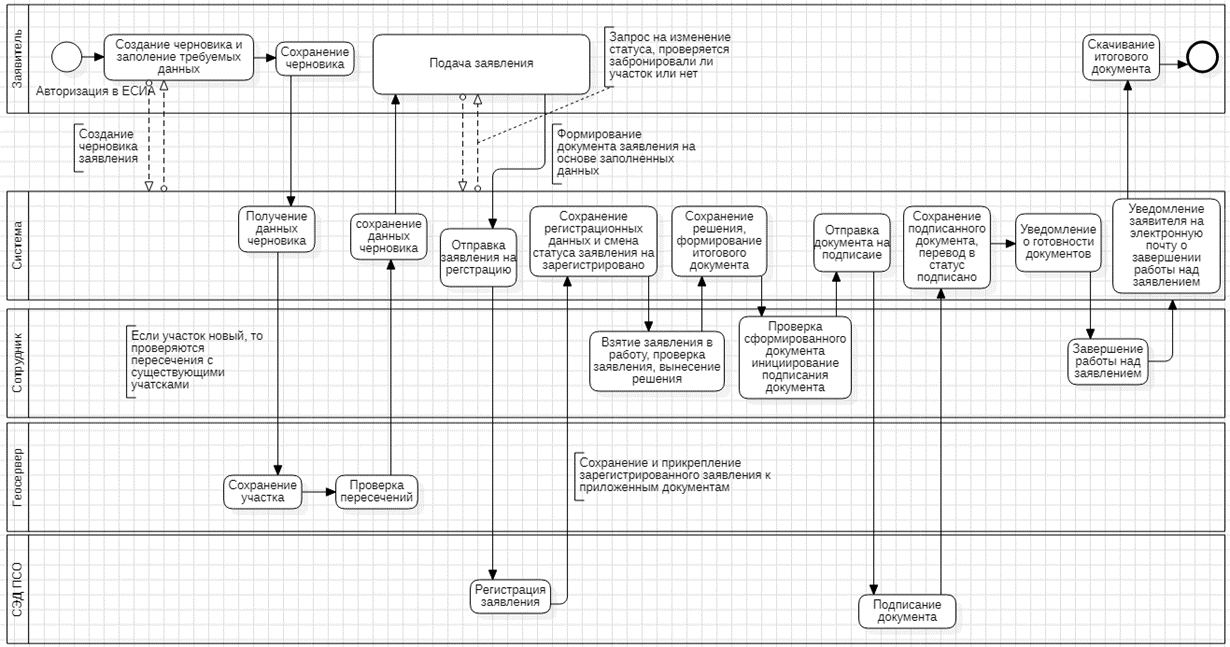 Заявитель
Создание черновика и
заполение требуемых
данных
Сохранение
черновика
Подача заявления
Запрос на изменение
статуса, проверяется
забронировали ли
участок или нет
Скачивание
итогового
документа
Авторизация в ЕСИА
Создание
черновика
заявления
Формирование
документа заявления на
основе заполненных
данных
Система
Получение
данных
черновика
сохранение
данных
черновика
Отправка
заявления на
регстрацию
Сохранение
регистрационных
данных и смена
статуса заявления на
зарегистрировано
Сохранение
решения,
формирование
итогового
документа
Отправка
документа на
подписаие
Сохранение
подписанного
документа,
перевод в
статус
подписано
Уведомление
о готовности
документов
Уведомление
заявителя на
электронную
почту о
завершении
работы над
заявлением
Сотрудник
Если участок новый, то
проверяются
пересечения с
существующими
учатсками
Взятие заявления в
работу, проверка
заявления, вынесение
решения
Проверка
сформированного
документа
инициирование
подписания
документа
Завершение
работы над
заявлением
Геосервер
Сохранение
участка
Проверка
пересечений
Сохранение и прикрепление
зарегистрированного заявления к
приложенным документам
СЭД ПСО
Регистрация
заявления
Подписание
документа